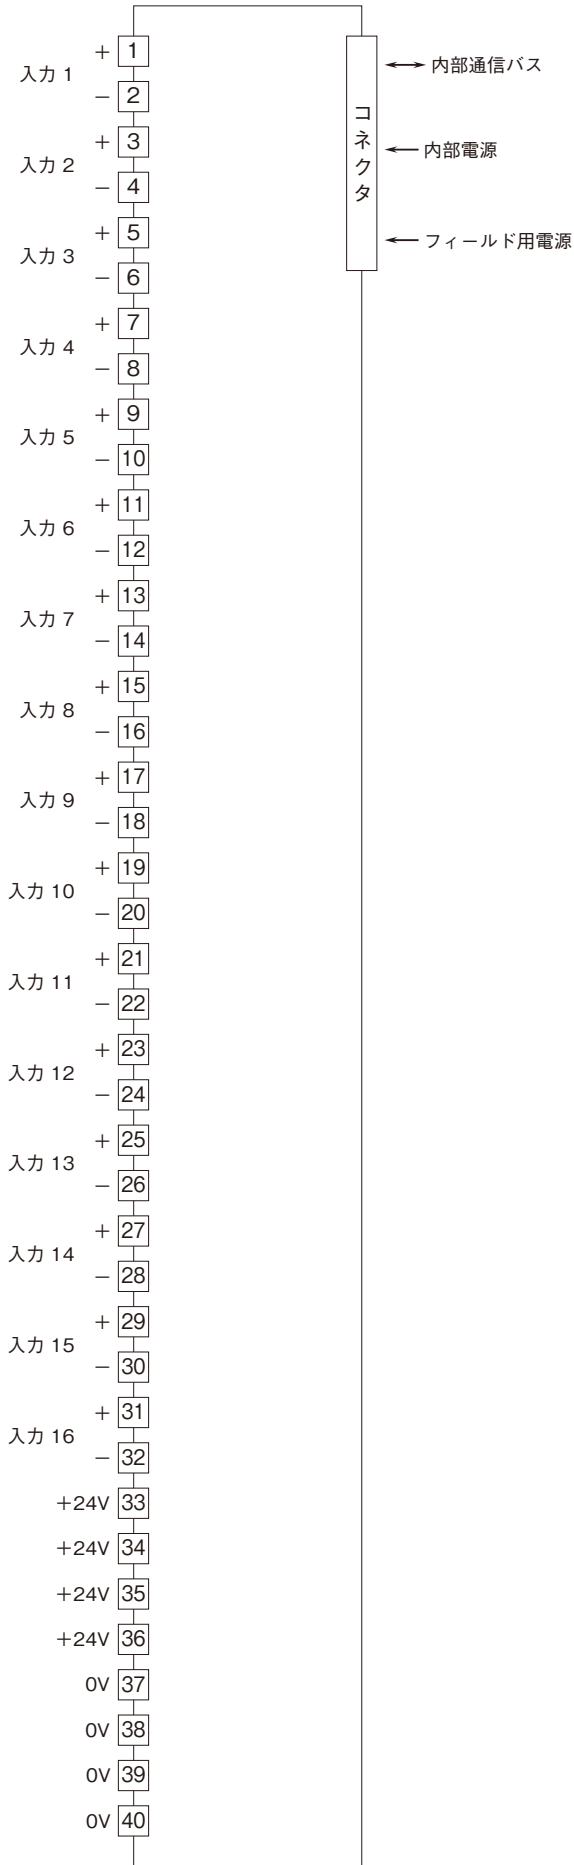 + 1
入力 1
− 2
+ 3
入力 2
− 4
+ 5
入力 3
− 6
+ 7
入力 4
− 8
+ 9
入力 5
− 10
+ 11
入力 6
− 12
+ 13
入力 7
− 14
+ 15
入力 8
− 16
+ 17
入力 9
− 18
+ 19
入力 10
− 20
+ 21
入力 11
− 22
+ 23
入力 12
− 24
+ 25
入力 13
− 26
+ 27
入力 14
− 28
+ 29
入力 15
− 30
+ 31
入力 16
− 32
+24V 33
+24V 34
+24V 35
+24V 36
0V 37
0V 38
0V 39
0V 40
コネクタ
内部通信バス
内部電源
フィールド用電源